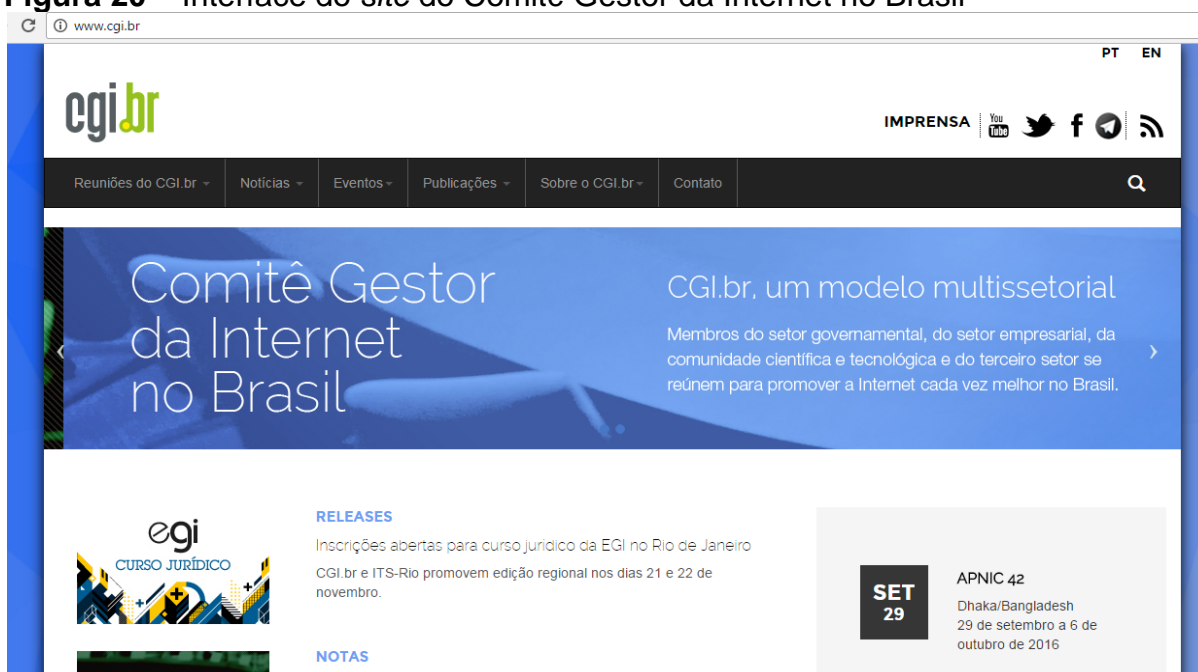 Figura 20 – Interface do site do Comitê Gestor da Internet no Brasil
www.cgi.br
PT EN
cgi.br
IMPRENSA You Tube f
Reuniões do CGI.br Notícias Eventos Publicações Sobre o CGI.br Contato
Comitê Gestor
da Internet
no Brasil
CGI.br, um modelo multissetorial
Membros do setor governamental, do setor empresarial, da
comunidade científica e tecnológica e do terceiro setor se
reúnem para promover a Internet cada vez melhor no Brasil.
egi
CURSO JURÍDICO
RELEASES
Inscrições abertas para curso jurídico da EGI no Rio de Janeiro
CGI.br e ITS-Rio promovem edição regional nos dias 21 e 22 de
novembro.
NOTAS
SET
29
APNIC 42
Dhaka/Bangladesh
29 de setembro a 6 de
outubro de 2016